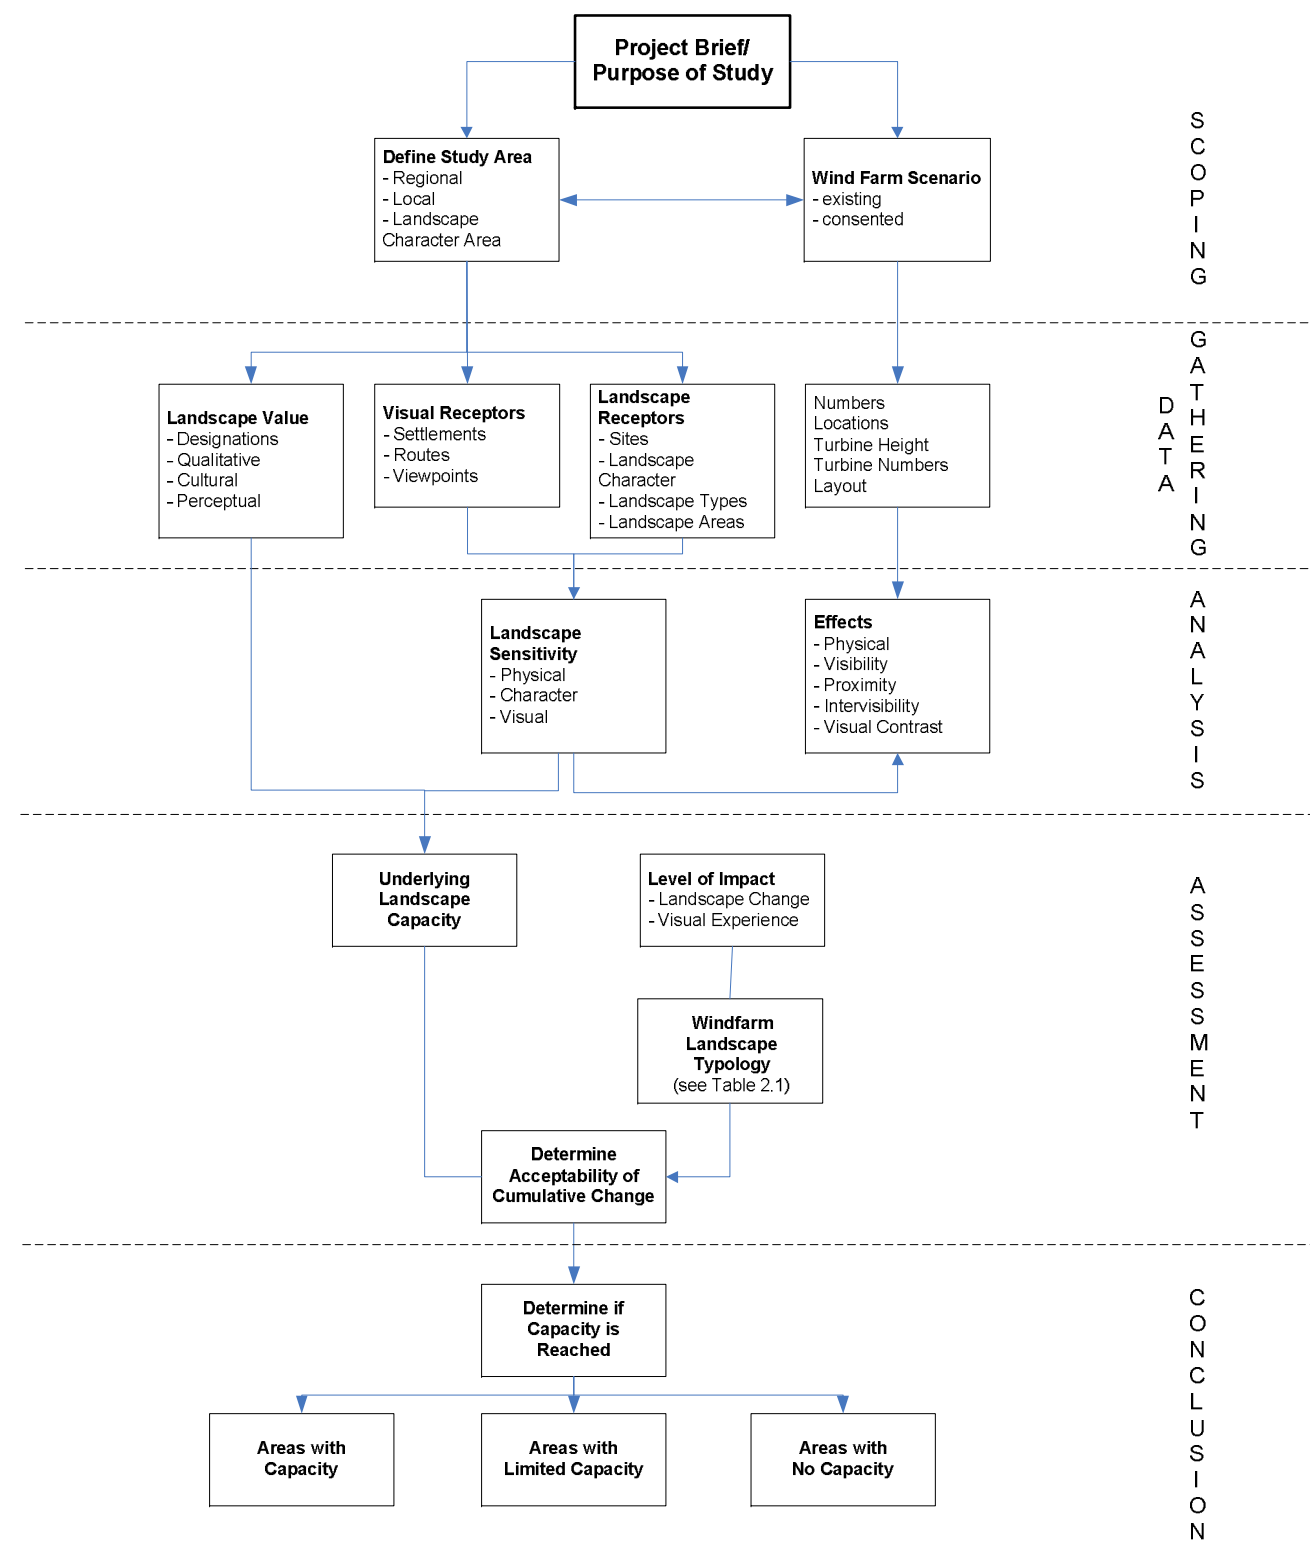 Project Brief/
Purpose of Study
Define Study Area
- Regional
- Local
- Landscape
Character Area
Wind Farm Scenario
- existing
- consented
SCOPING
Landscape Value
- Designations
- Qualitative
- Cultural
- Perceptual
Visual Receptors
- Settlements
- Routes
- Viewpoints
Landscape
Receptors
- Sites
- Landscape
Character
- Landscape Types
- Landscape Areas
Numbers
Locations
Turbine Height
Turbine Numbers
Layout
DATA
GATHERING
Landscape
Sensitivity
- Physical
- Character
- Visual
Effects
- Physical
- Visibility
- Proximity
- Intervisibility
- Visual Contrast
ANALYSIS
Underlying
Landscape
Capacity
Level of Impact
- Landscape Change
- Visual Experience
Windfarm
Landscape
Typology
(see Table 2.1)
Determine
Acceptability of
Cumulative Change
ASSESSMENT
Determine if
Capacity is
Reached
Areas with
Capacity
Areas with
Limited Capacity
Areas with
No Capacity
CONCLUSION